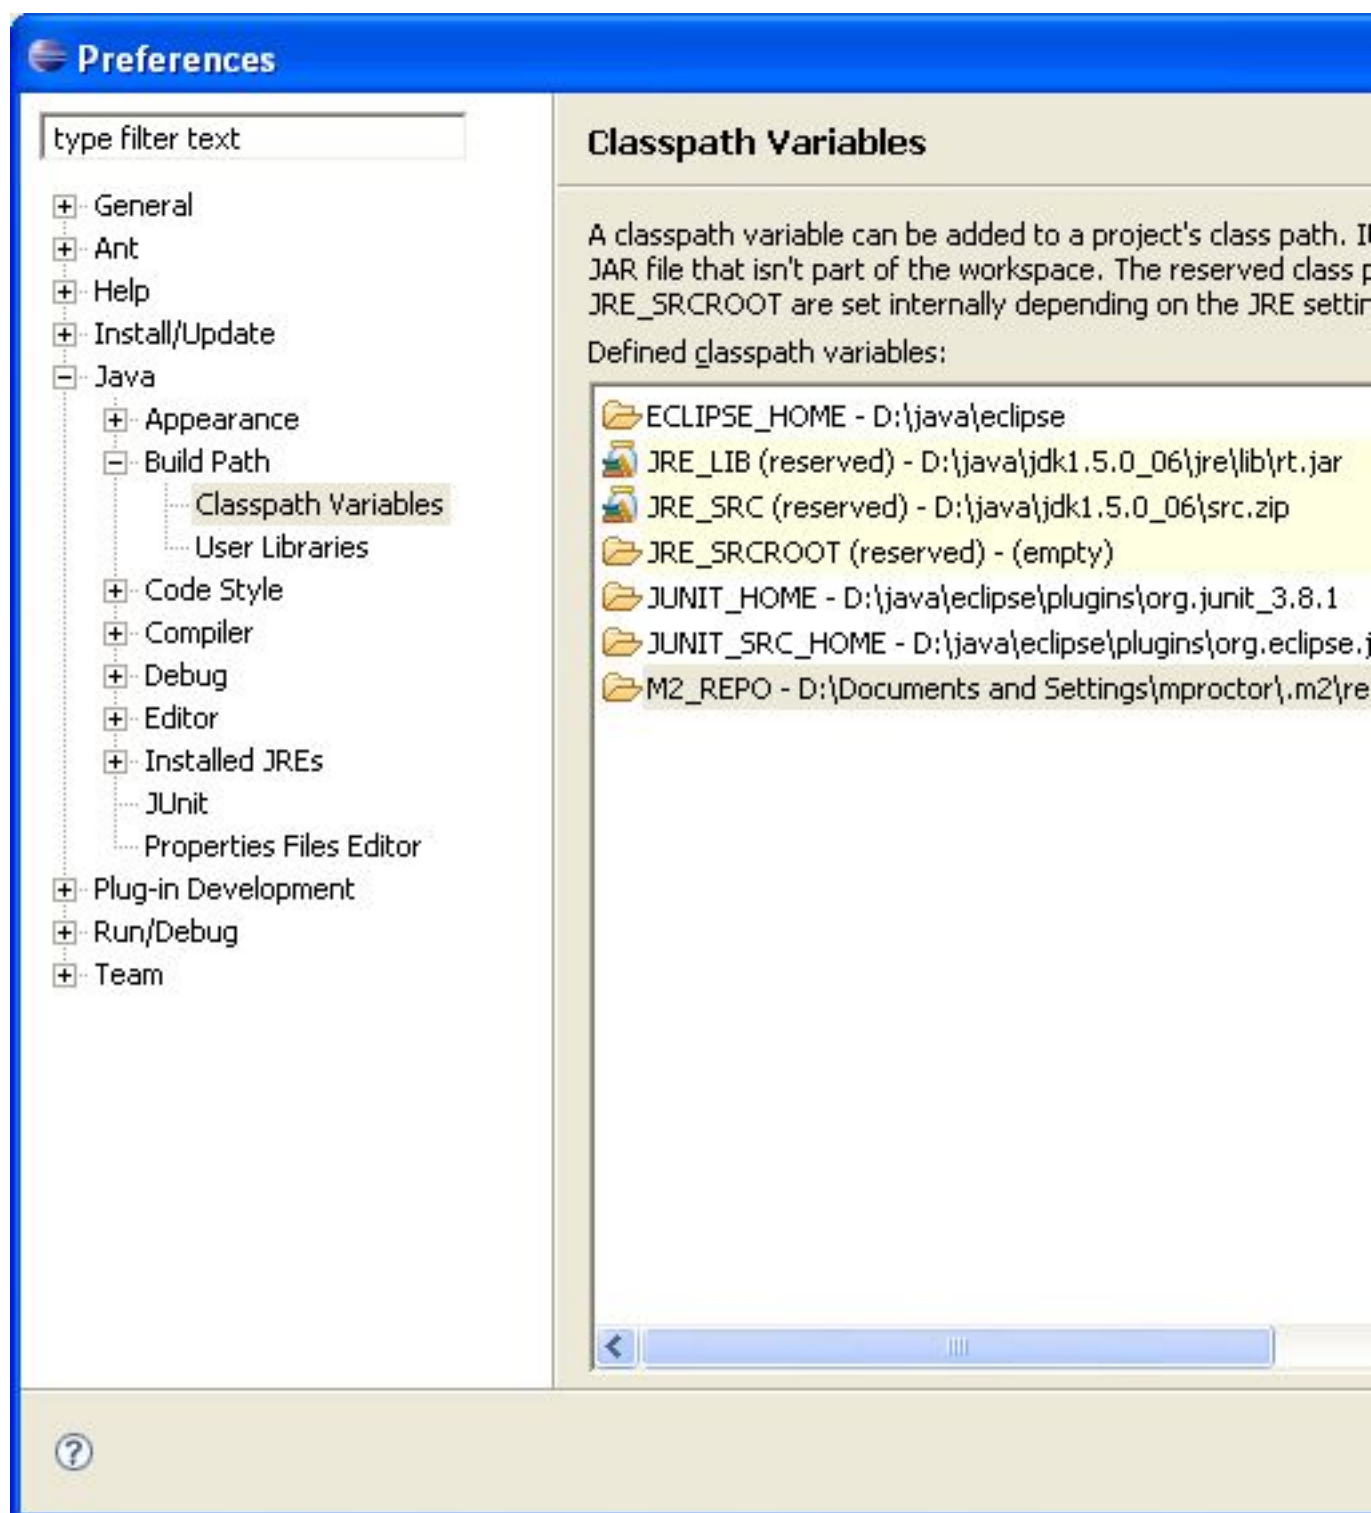 Preferences
type filter text
General
Ant
Help
Install/Update
Java
Appearance
Build Path
Classpath Variables
User Libraries
Code Style
Compiler
Debug
Editor
Installed JREs
JUnit
Properties Files Editor
Plug-in Development
Run/Debug
Team
Classpath Variables
A classpath variable can be added to a project's class path.
JAR file that isn't part of the workspace. The reserved class
JRE_SRCROOT are set internally depending on the JRE
Defined classpath variables:
ECLIPSE_HOME - D:\java\eclipse
JRE_LIB (reserved) - D:\java\jdk1.5.0_06\jre\lib\rt.jar
JRE_SRC (reserved) - D:\java\jdk1.5.0_06\src.zip
JRE_SRCROOT (reserved) - (empty)
JUNIT_HOME - D:\java\eclipse\plugins\org.junit_3.8.1
JUNIT_SRC_HOME - D:\java\eclipse\plugins\org.eclipse.
M2_REPO - D:\Documents and Settings\mproctor\.m2\re